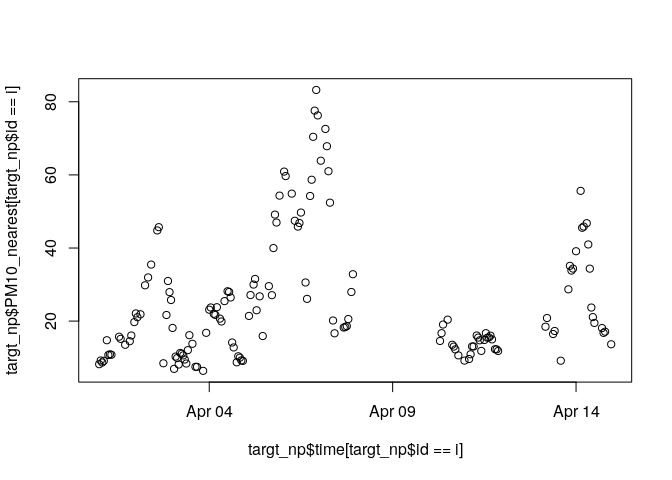 80
60
40
20
targt_np$PM10_nearest[targt_np$id == i]
Apr 04 Apr 09 Apr 14
targt_np$time[targt_np$id == i]